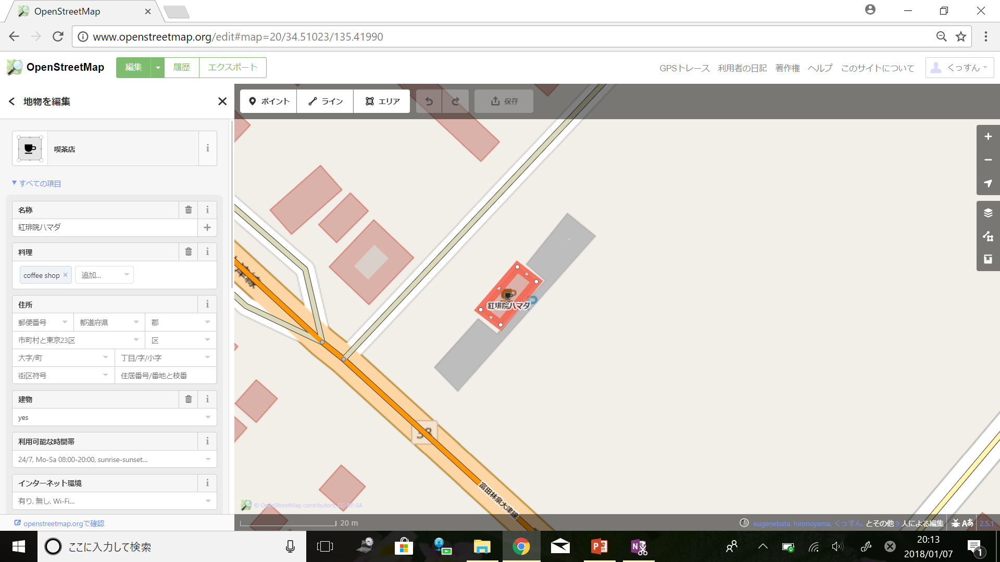 OpenStreetMap
www.openstreetmap.org/edit#map=20/34.51023/135.41990
OpenStreetMap
編集
履歴
エクスポート
GPSトレース
利用者の日記
著作権
ヘルプ
このサイトについて
くっすん
地物を編集
ポイント
ライン
エリア
保存
喫茶店
すべての項目
名称
紅琲院ハマダ
料理
coffee shop
追加...
住所
郵便番号
都道府県
郡
市町村と東京23区
区
大字/町
丁目/字/小字
街区符号
住居番号/番地と枝番
建物
yes
利用可能な時間帯
24/7, Mo-Sa 08:00-20:00, sunrise-sunset...
インターネット環境
有り, 無し, Wi-Fi...
openstreetmap.orgで確認
紅琲院ハマダ
38
富田林泉大津線
© OpenStreetMap contributors, CC-BY-SA
20 m
eugenebata, hironoyama, くっすん, とその他 9 人による編集
2.5.1
ここに入力して検索
20:13
2018/01/07
1